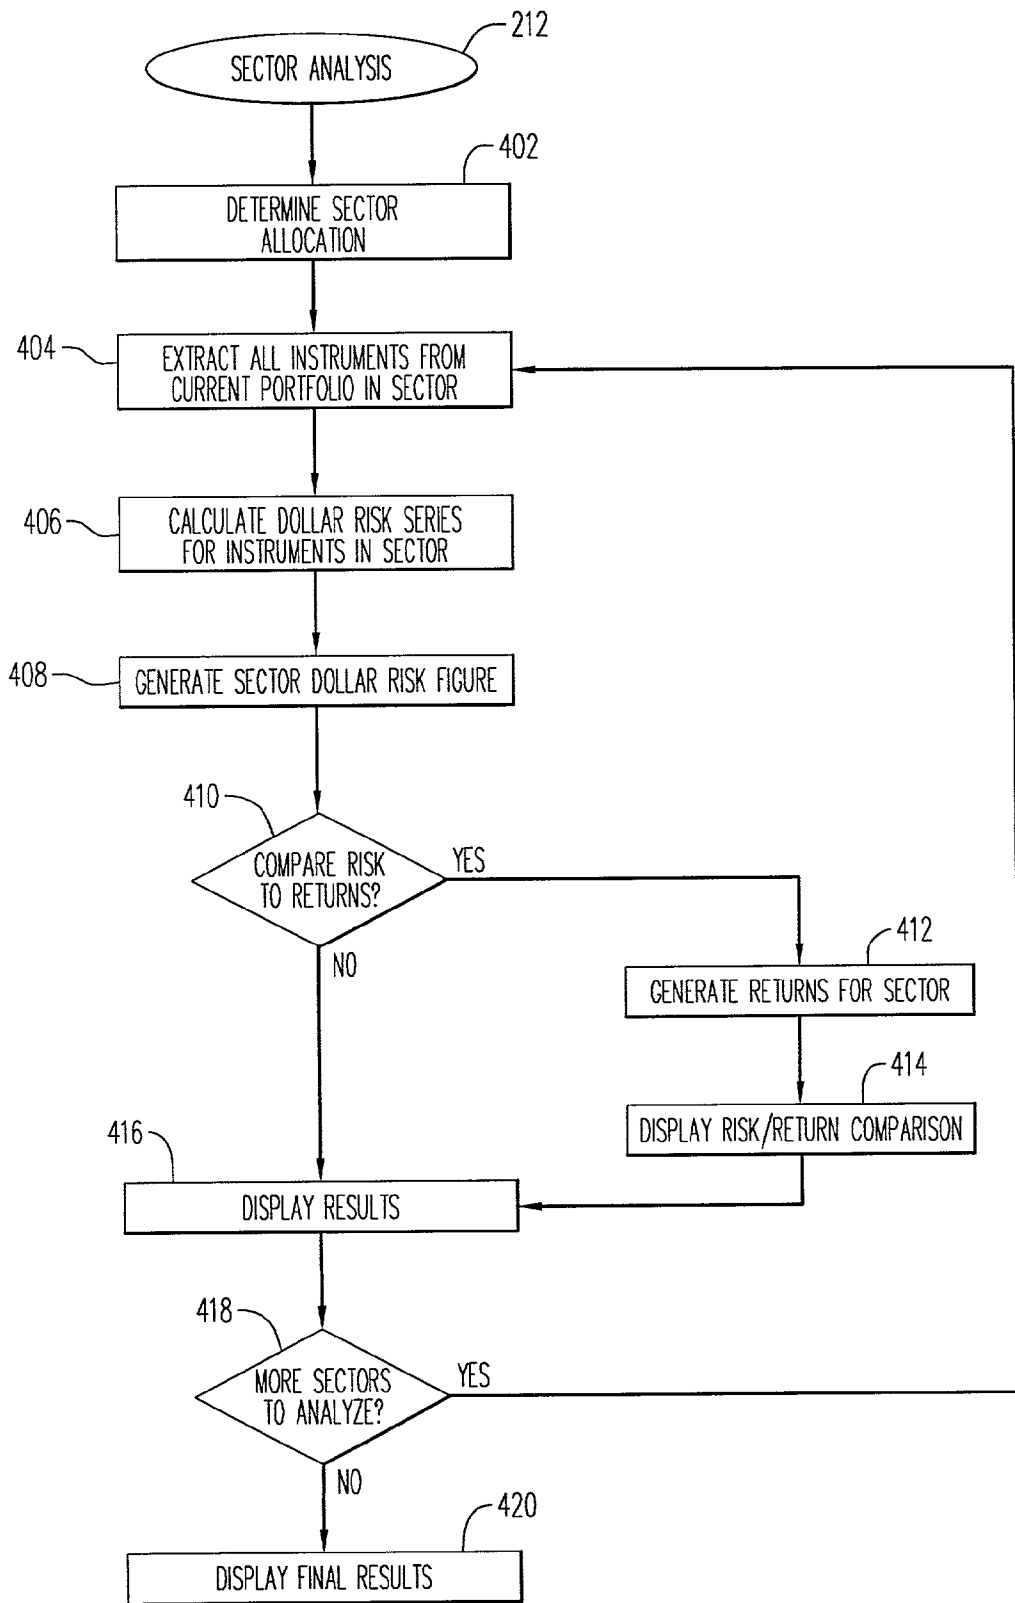 212
SECTOR ANALYSIS
402
DETERMINE SECTOR
ALLOCATION
404
EXTRACT ALL INSTRUMENTS FROM
CURRENT PORTFOLIO IN SECTOR
406
CALCULATE DOLLAR RISK SERIES
FOR INSTRUMENTS IN SECTOR
408
GENERATE SECTOR DOLLAR RISK FIGURE
410
COMPARE RISK
TO RETURNS?
YES
NO
412
GENERATE RETURNS FOR SECTOR
414
DISPLAY RISK/RETURN COMPARISON
416
DISPLAY RESULTS
418
MORE SECTORS
TO ANALYZE?
YES
NO
420
DISPLAY FINAL RESULTS